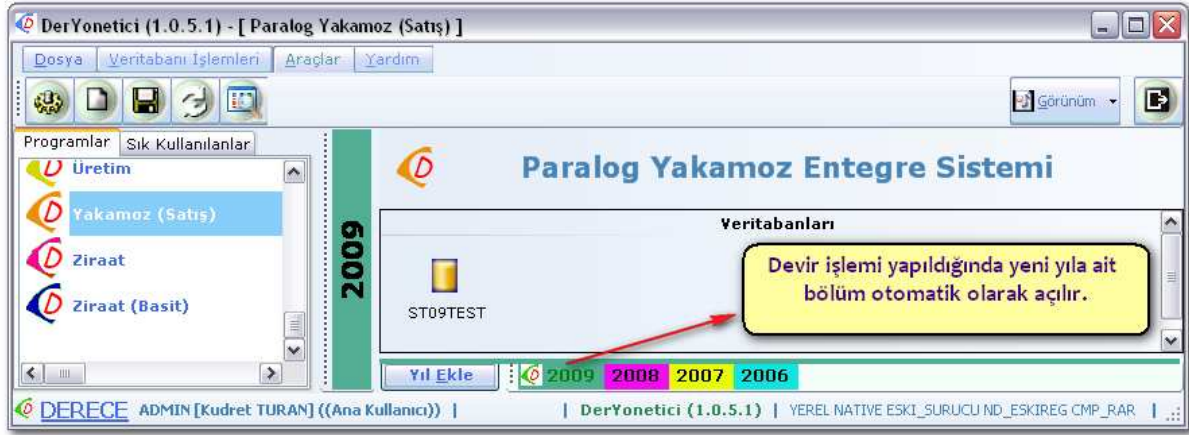 DerYonetici (1.0.5.1) - [ Paralog Yakamoz (Satış) ]
Dosya Veritabanı İşlemleri Araçlar Yardım
Görünüm
Programlar Sık Kullanılanlar
Üretim
Yakamoz (Satış)
Ziraat
Ziraat (Basit)
2009
Paralog Yakamoz Entegre Sistemi
Veritabanları
ST09TEST
Devir işlemi yapıldığında yeni yıla ait
bölüm otomatik olarak açılır.
Yıl Ekle 2009 2008 2007 2006
DERECE ADMIN [Kudret TURAN] ((Ana Kullanıcı)) | | DerYonetici (1.0.5.1) | YEREL NATIVE ESKI_SURUCU ND_ESKIREG CMP_RAR |